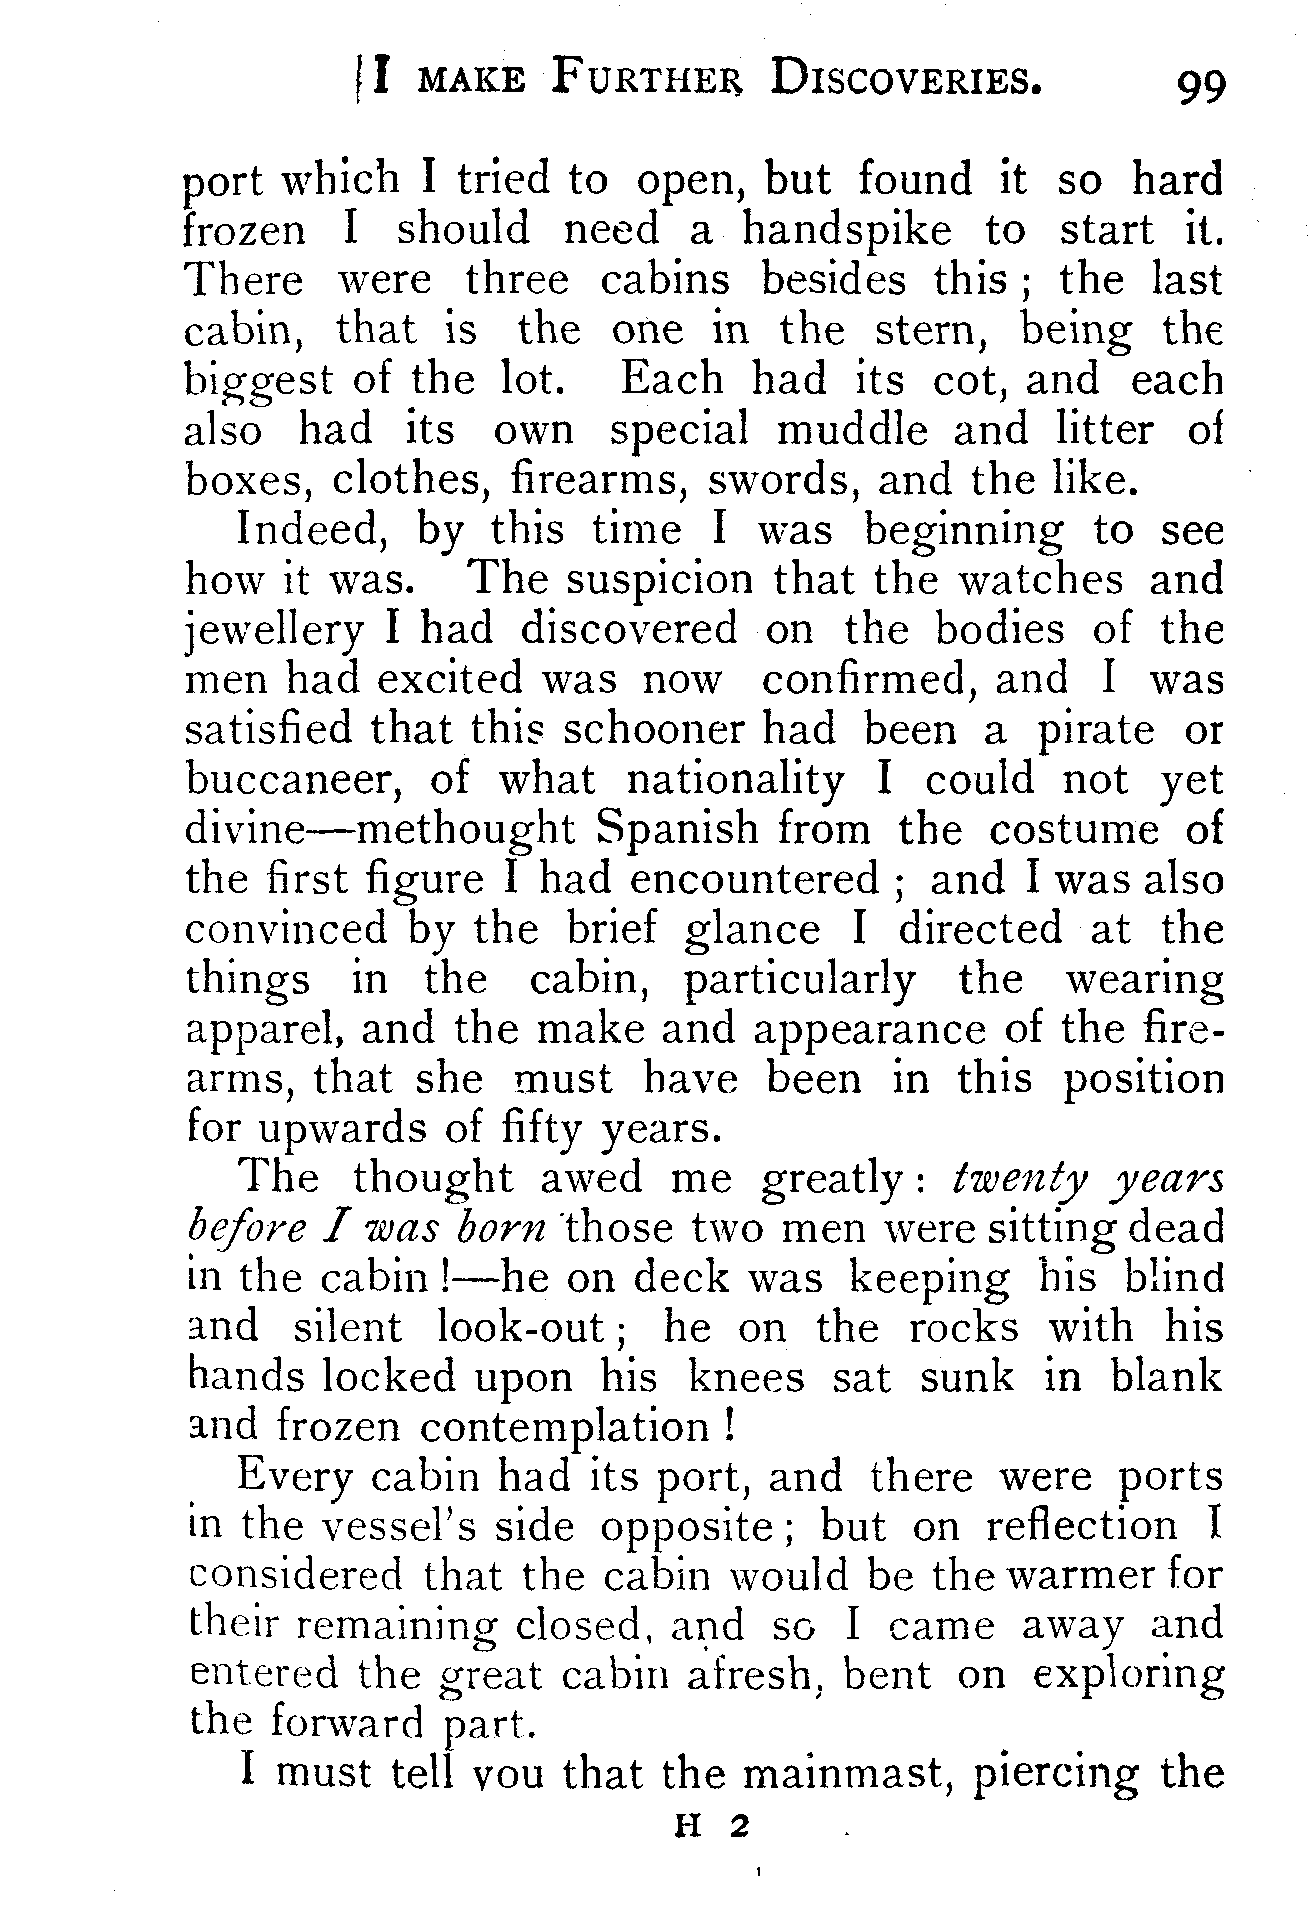 I MAKE FURTHER DISCOVERIES. 99
port which I tried to open, but found it so hard
frozen I should need a handspike to start it.
There were three cabins besides this ; the last
cabin, that is the one in the stern, being the
biggest of the lot. Each had its cot, and each
also had its own special muddle and litter of
boxes, clothes, firearms, swords, and the like.
Indeed, by this time I was beginning to see
how it was. The suspicion that the watches and
jewellery I had discovered on the bodies of the
men had excited was now confirmed, and I was
satisfied that this schooner had been a pirate or
buccaneer, of what nationality I could not yet
divine—methought Spanish from the costume of
the first figure I had encountered ; and I was also
convinced by the brief glance I directed at the
things in the cabin, particularly the wearing
apparel, and the make and appearance of the fire-
arms, that she must have been in this position
for upwards of fifty years.
The thought awed me greatly : twenty years
before I was born those two men were sitting dead
in the cabin !—he on deck was keeping his blind
and silent look-out ; he on the rocks with his
hands locked upon his knees sat sunk in blank
and frozen contemplation !
Every cabin had its port, and there were ports
in the vessel's side opposite ; but on reflection I
considered that the cabin would be the warmer for
their remaining closed, and so I came away and
entered the great cabin afresh, bent on exploring
the forward part.
I must tell you that the mainmast, piercing the
H 2